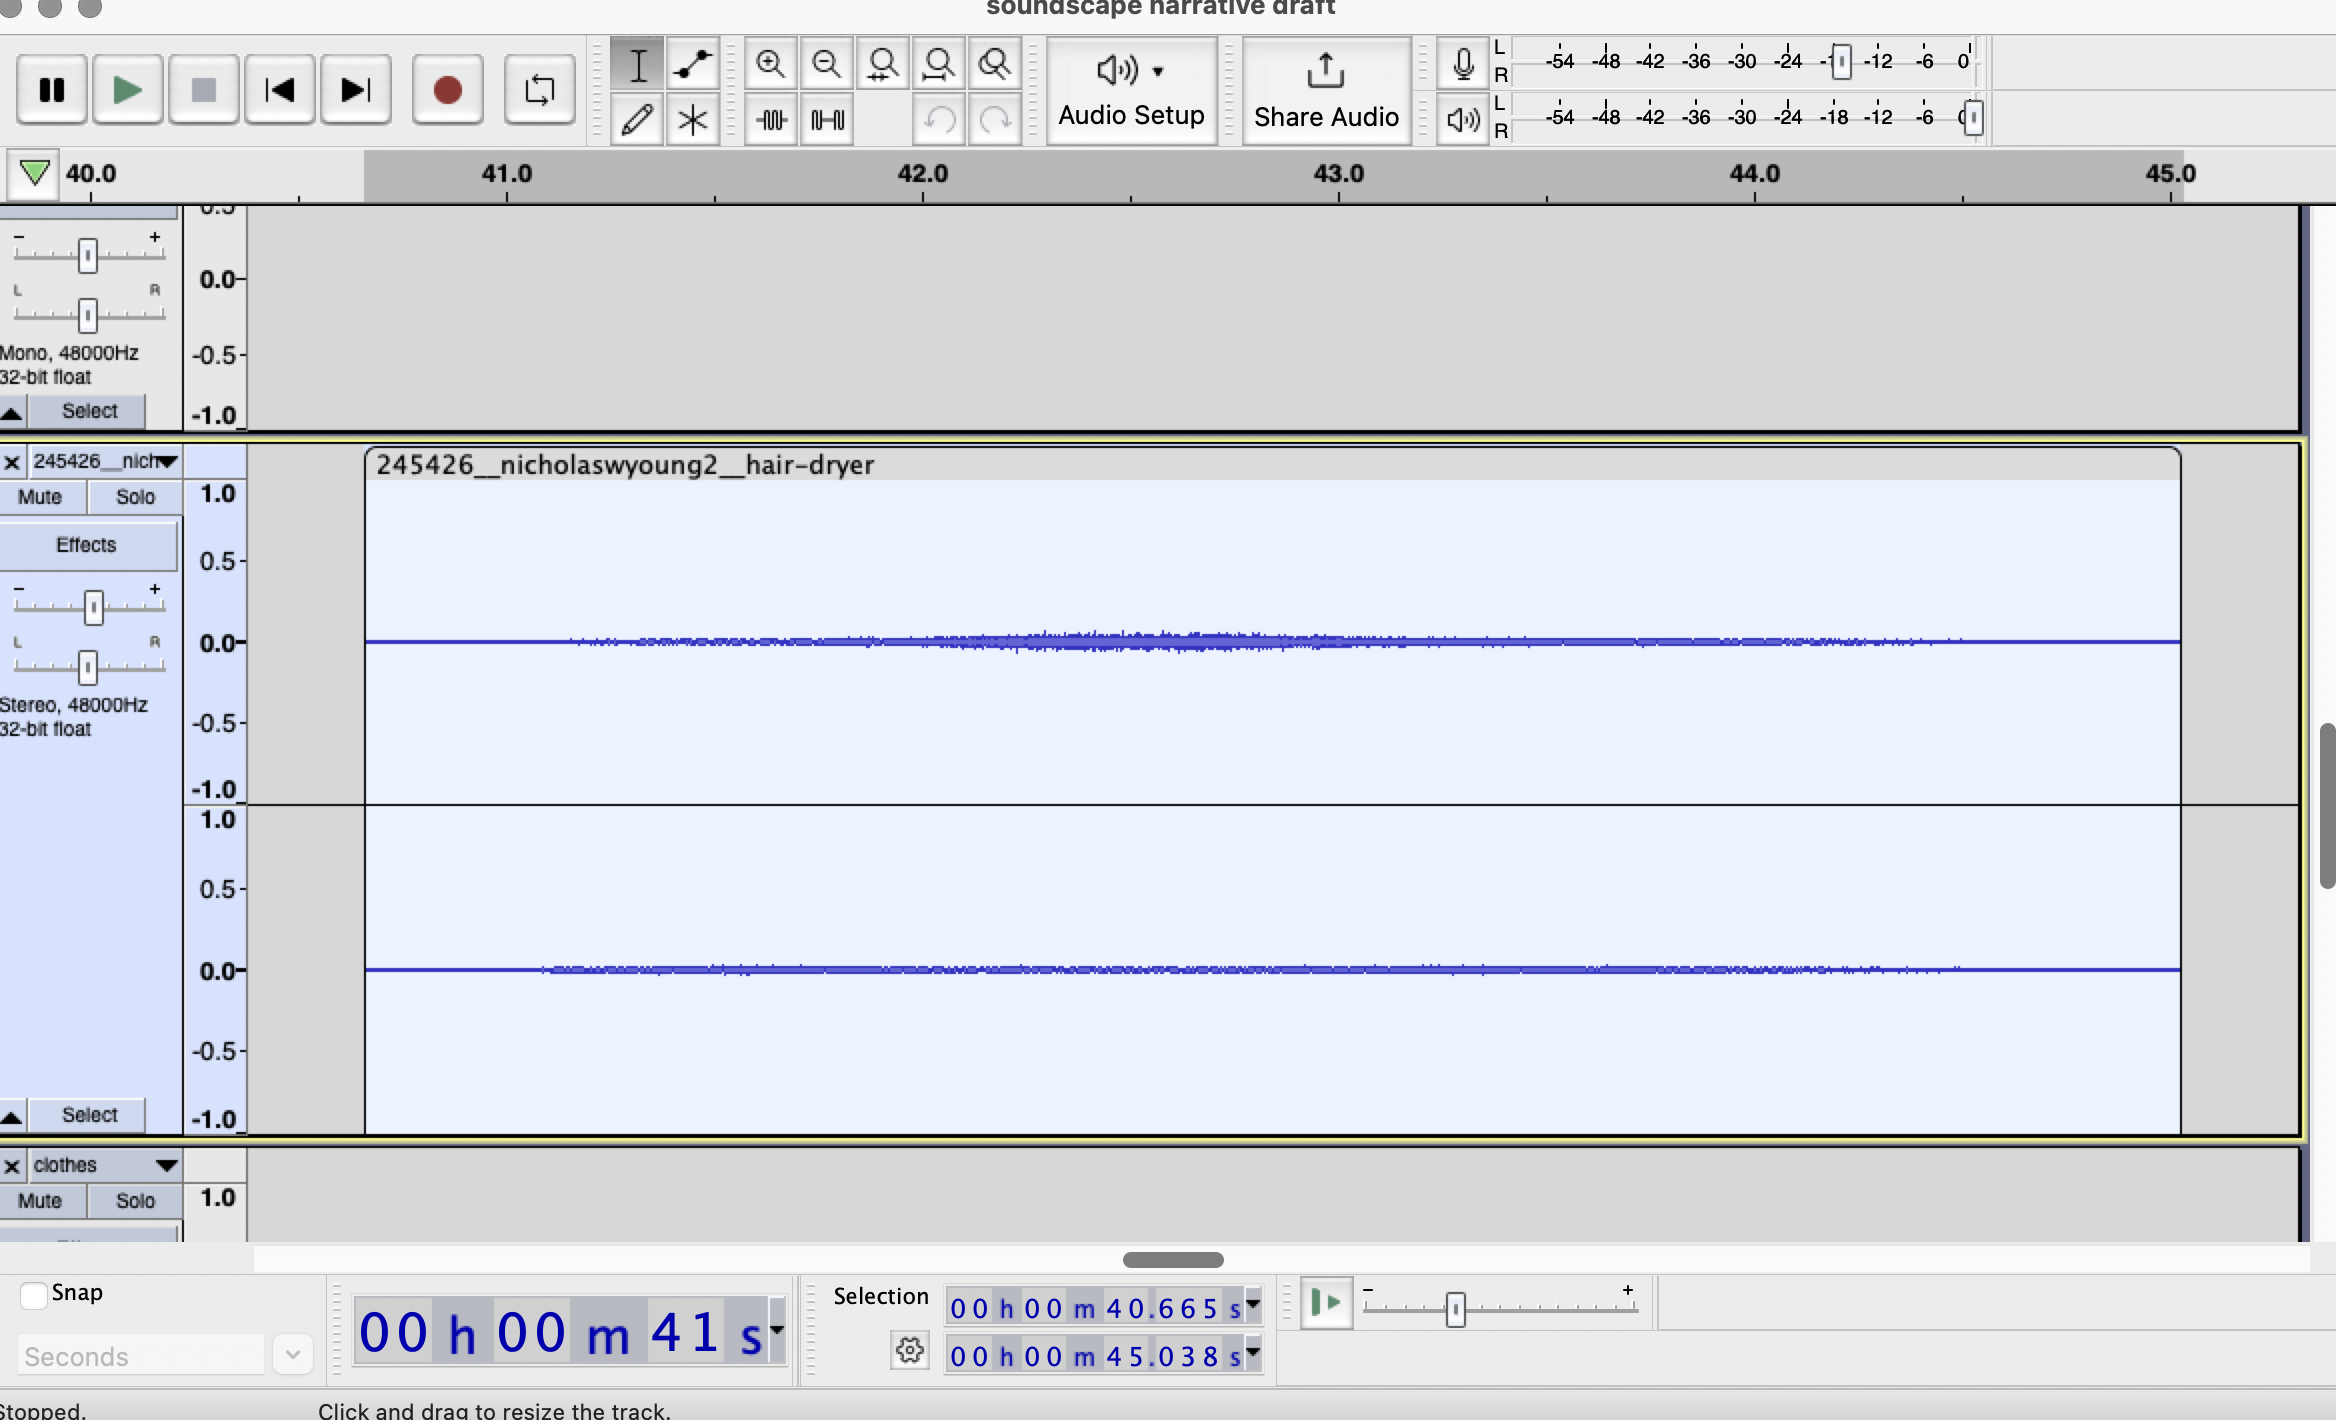 soundscape narrative draft
Audio Setup
Share Audio
L
R
-54 -48 -42 -36 -30 -24 -12 -6 0
L
R
-54 -48 -42 -36 -30 -24 -18 -12 -6
40.0 41.0 42.0 43.0 44.0 45.0
0.5
- +
0.0
L R
Mono, 48000Hz
-0.5
32-bit float
Select
-1.0
x 245426__nich
245426__nicholaswyoung2__hair-dryer
Mute Solo
1.0
Effects
0.5
- +
0.0
L R
Stereo, 48000Hz
-0.5
32-bit float
-1.0
1.0
0.5
0.0
-0.5
Select
-1.0
x clothes
Mute Solo
1.0
Snap
Seconds
00 h 00 m 41 s
Selection
00 h 00 m 40.665 s
00 h 00 m 45.038 s
- +
Stopped.
Click and drag to resize the track.